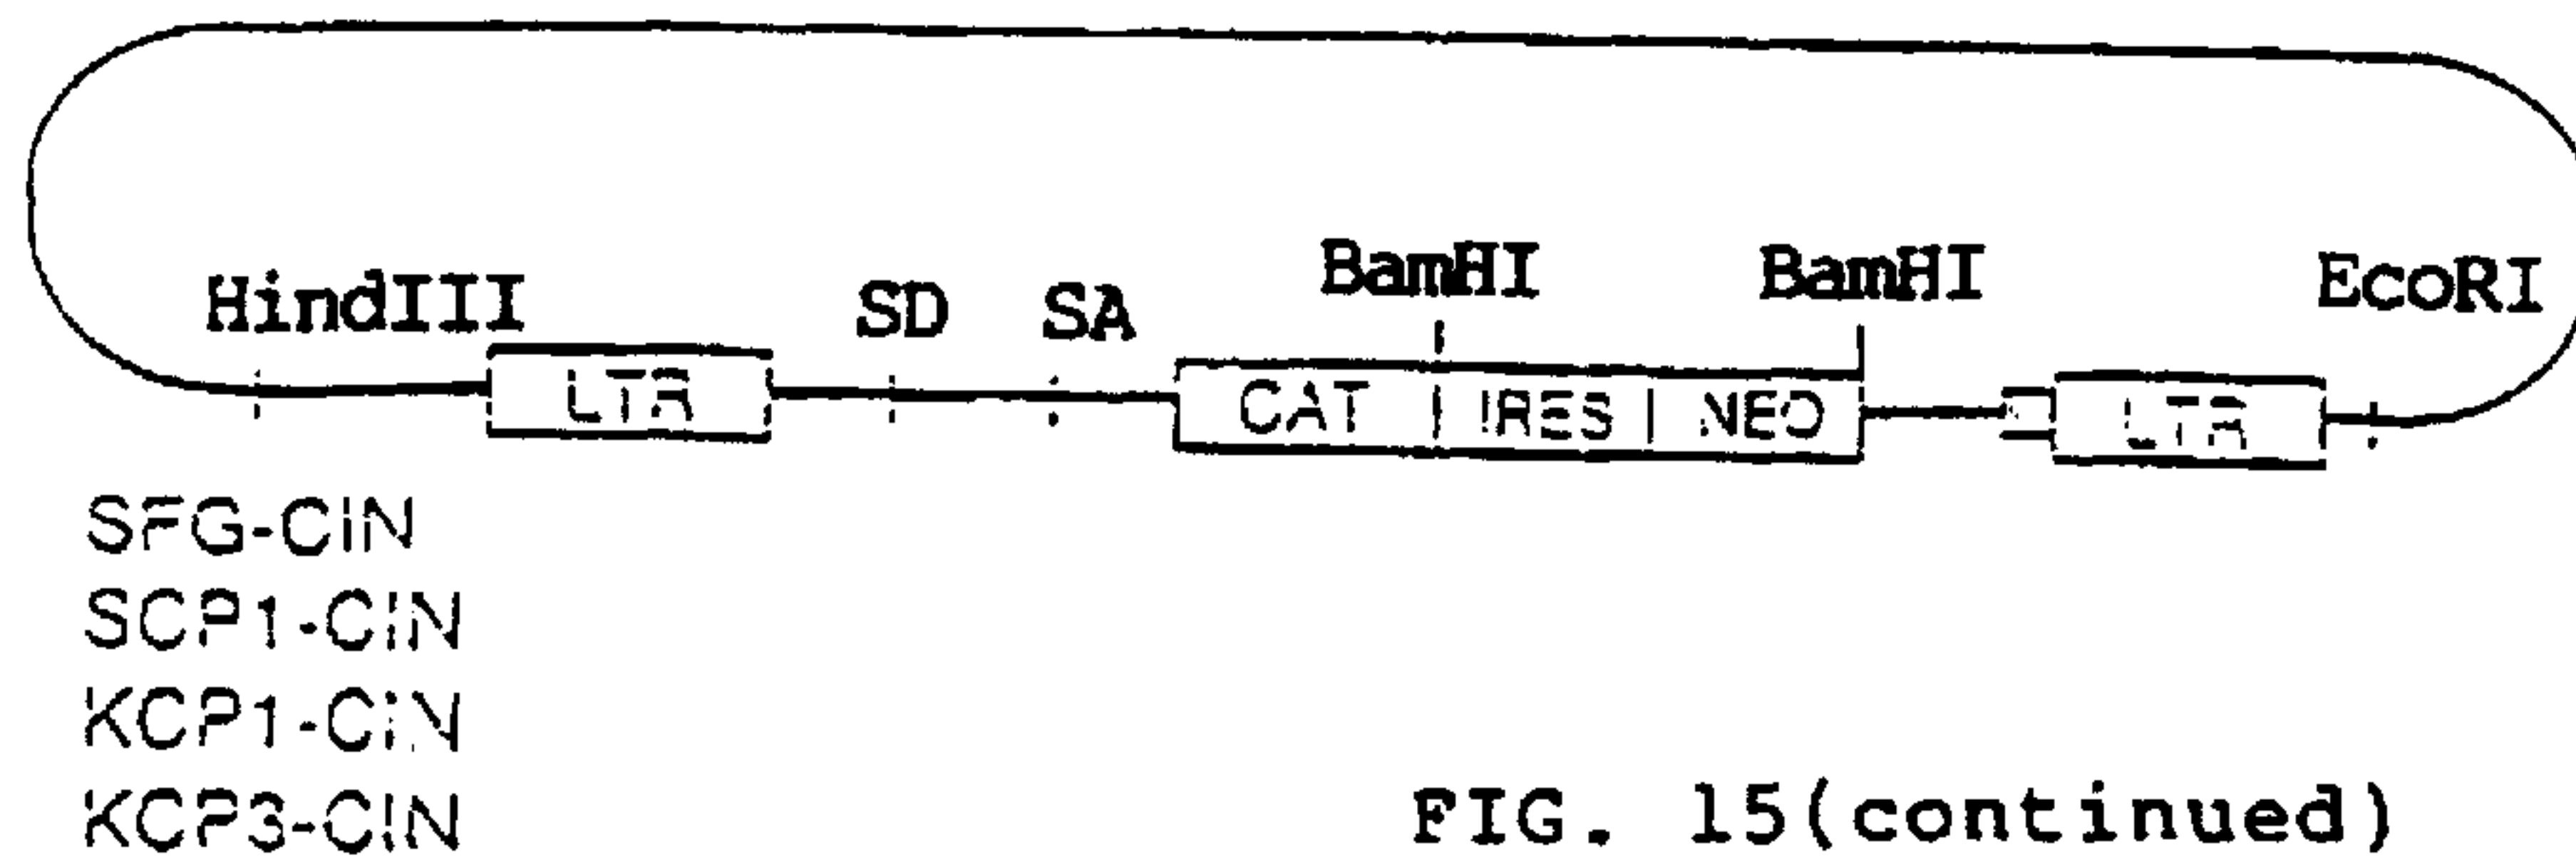 HindIII SD SA BamHI BamHI EcoRI
LTR CAT IRES NEO LTR
SFG-CIN
SCP1-CIN
KCP1-CIN
KCP3-CIN
FIG. 15(continued)